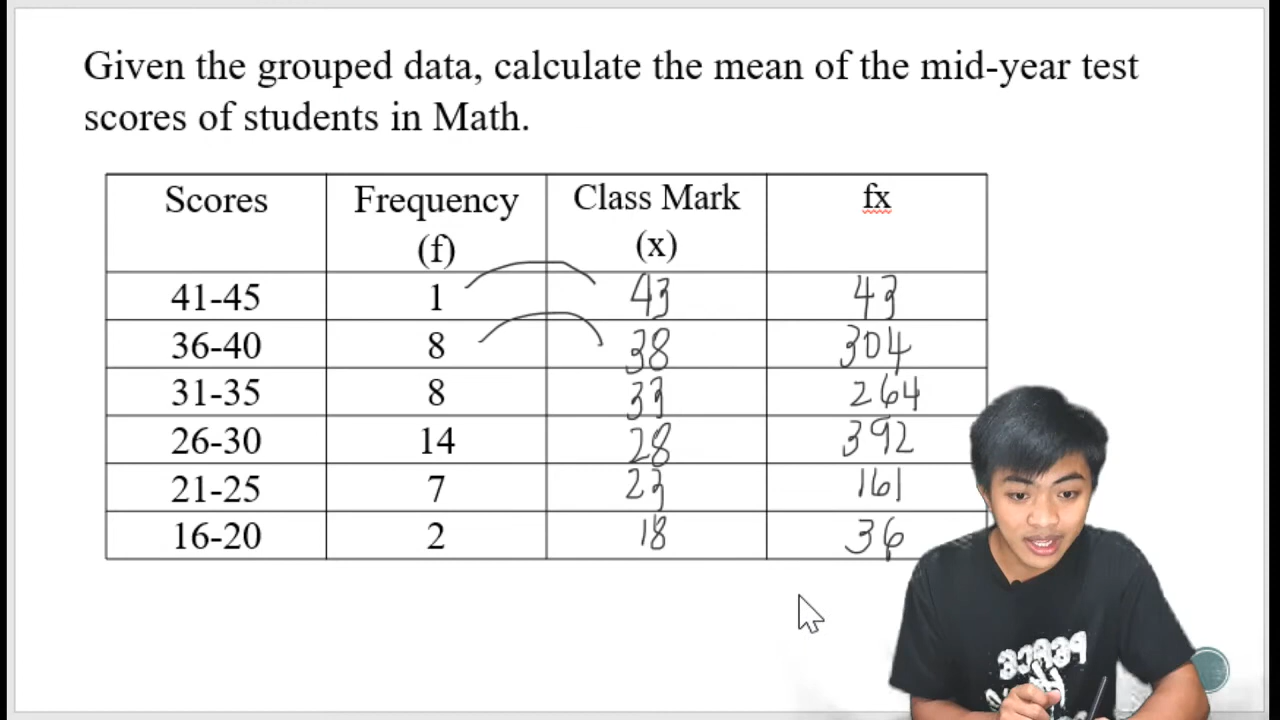 Given the grouped data, calculate the mean of the mid-year test
scores of students in Math.
Scores Frequency (f) Class Mark (x) fx
41-45 1 43 43
36-40 8 38 304
31-35 8 33 264
26-30 14 28 392
21-25 7 23 161
16-20 2 18 36